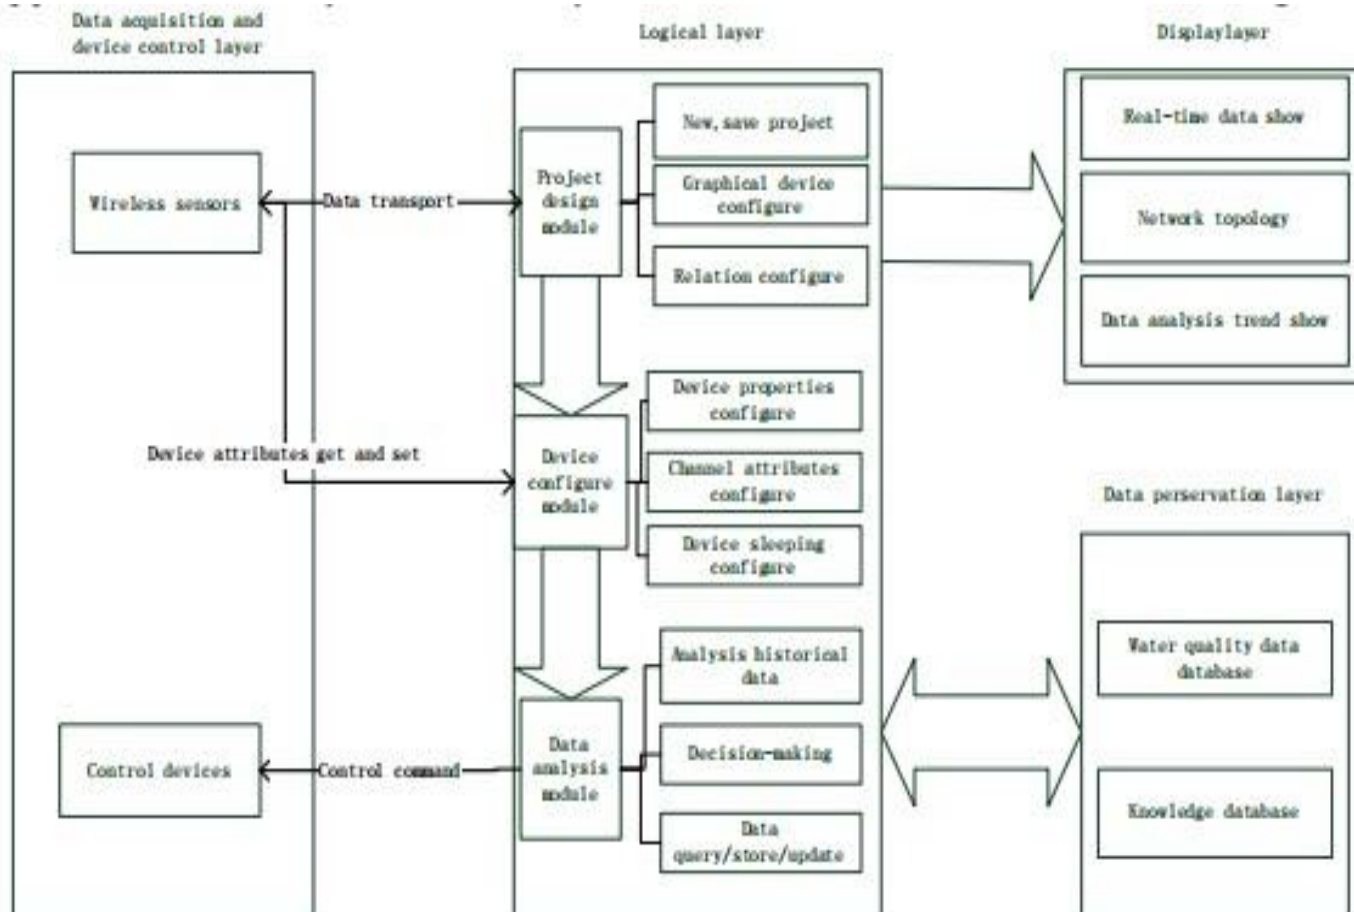 Data acquisition and
device control layer
Logical layer
Displaylayer
Wireless sensors
Data transport
Project
design
module
New, save project
Graphical device
configure
Relation configure
Real-time data show
Network topology
Data analysis trend show
Device attributes get and set
Device
configure
module
Device properties
configure
Channel attributes
configure
Device sleeping
configure
Data perservation layer
Control devices
Control command
Data
analysis
module
Analysis historical
data
Decision-making
Data
query/store/update
Water quality data
database
Knowledge database